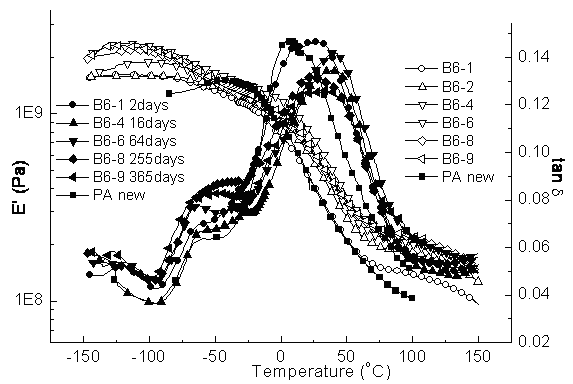 1E9
1E8
E' (Pa)
B6-1 2days
B6-4 16days
B6-6 64days
B6-8 255days
B6-9 365days
PA new
B6-1
B6-2
B6-4
B6-6
B6-8
B6-9
PA new
0.14
0.12
0.10
0.08
0.06
0.04
0.02
tan δ
-150 -100 -50 0 50 100 150
Temperature (°C)